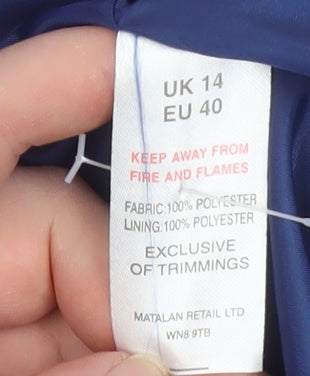 UK 14
EU 40
KEEP AWAY FROM
FIRE AND FLAMES
FABRIC:100% POLYESTER
LINING:100% POLYESTER
EXCLUSIVE
OF TRIMMINGS
MATALAN RETAIL LTD
WN8 9TB